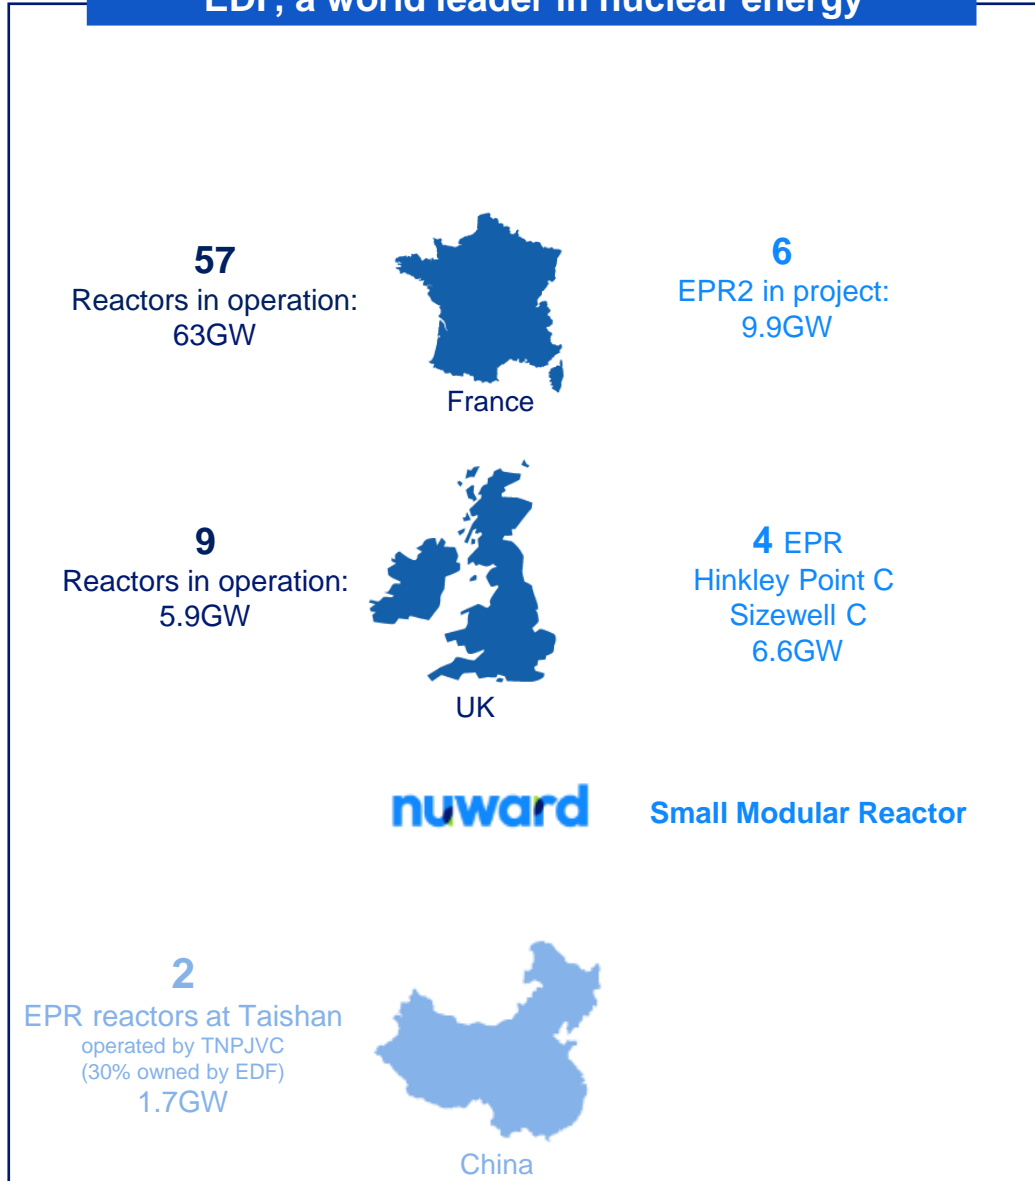 EDF, a world leader in nuclear energy
57
Reactors in operation:
63GW
France
6
EPR2 in project:
9.9GW
9
Reactors in operation:
5.9GW
UK
4 EPR
Hinkley Point C
Sizewell C
6.6GW
nuward
Small Modular Reactor
2
EPR reactors at Taishan
operated by TNPJVC
(30% owned by EDF)
1.7GW
China